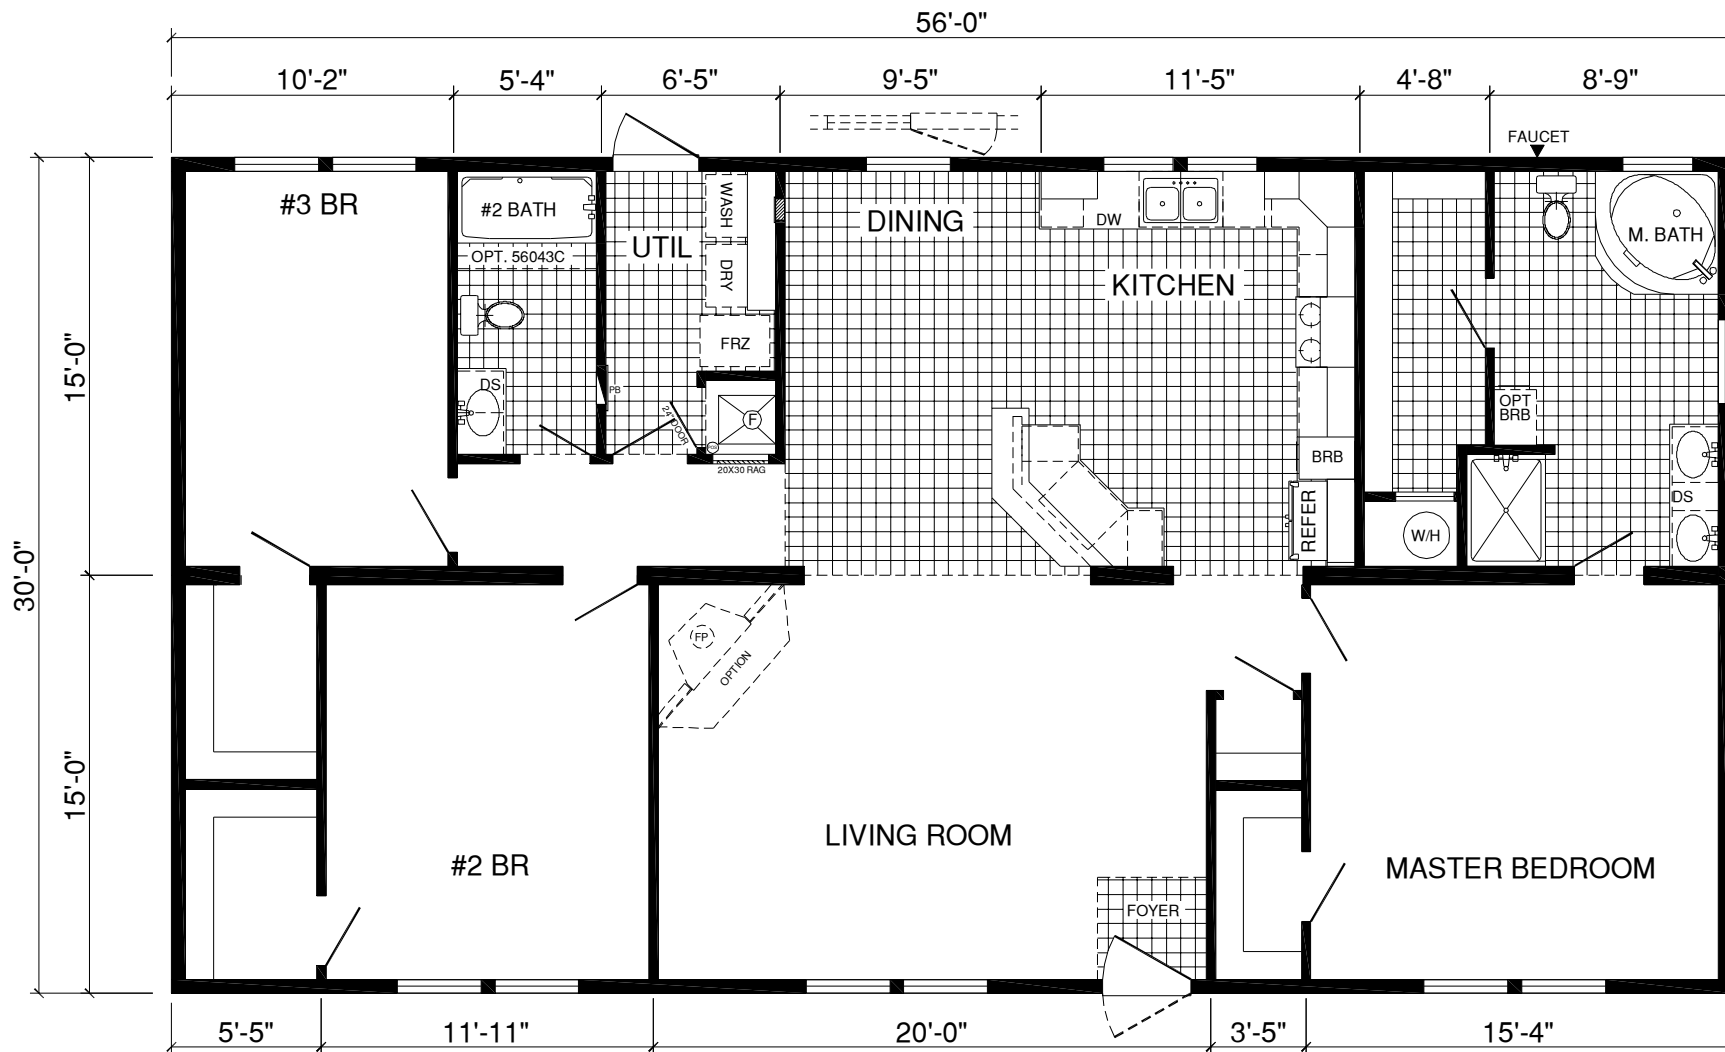 56'-0"
10'-2"
5'-4"
6'-5"
9'-5"
11'-5"
4'-8"
8'-9"
FAUCET
#3 BR
#2 BATH
WASH
DINING
M. BATH
UTIL
OPT. 56043C
DW
DRY
KITCHEN
FRZ
15'-0"
DS
PB
24" DOOR
F
OPT
BRB
20X30 RAG
BRB
REFER
DS
W/H
30'-0"
FP
OPTION
15'-0"
LIVING ROOM
#2 BR
MASTER BEDROOM
FOYER
5'-5"
11'-11"
20'-0"
3'-5"
15'-4"